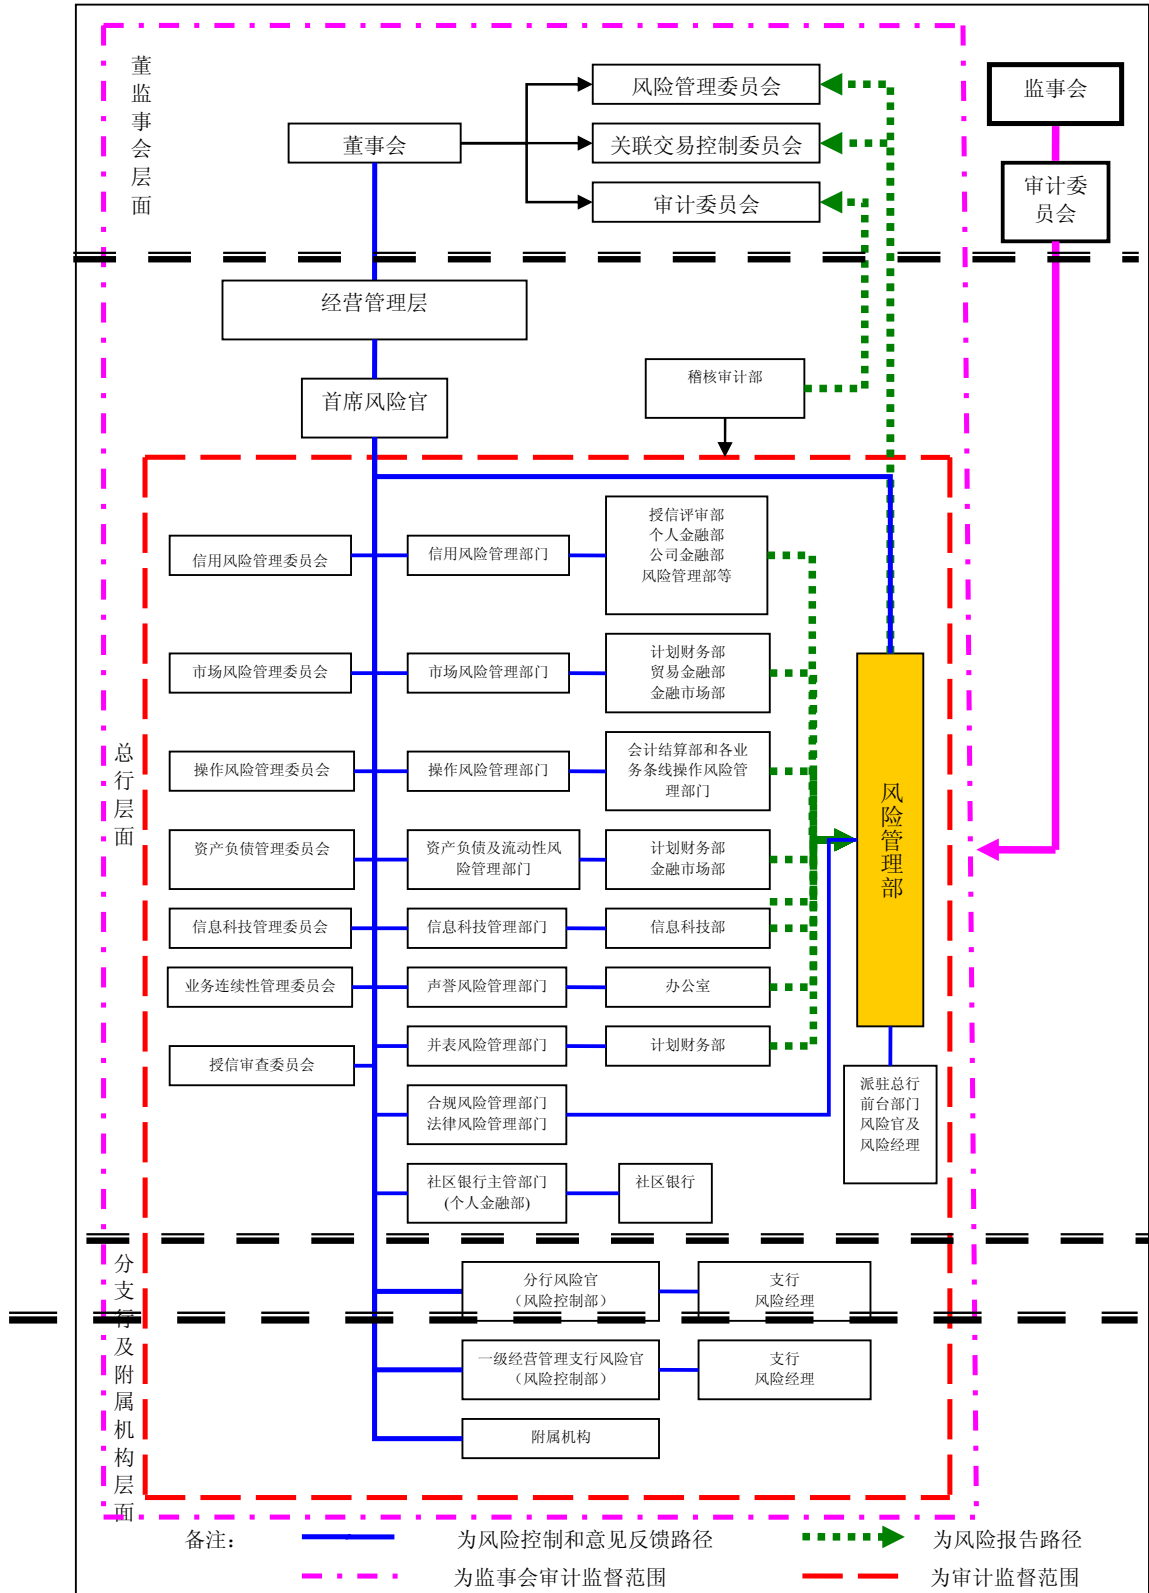 董监事会层面
风险管理委员会
监事会
董事会
关联交易控制委员会
审计委员会
审计委
员会
经营管理层
稽核审计部
首席风险官
总行层面
信用风险管理委员会
信用风险管理部门
授信评审部
个人金融部
公司金融部
风险管理部等
市场风险管理委员会
市场风险管理部门
计划财务部
贸易金融部
金融市场部
操作风险管理委员会
操作风险管理部门
会计结算部和各业
务条线操作风险管
理部门
风险管理部
资产负债管理委员会
资产负债及流动性风
险管理部门
计划财务部
金融市场部
信息科技管理委员会
信息科技管理部门
信息科技部
业务连续性管理委员会
声誉风险管理部门
办公室
授信审查委员会
并表风险管理部门
计划财务部
派驻总行
前台部门
风险官及
风险经理
合规风险管理部门
法律风险管理部门
社区银行主管部门
(个人金融部)
社区银行
分支行及附属机构层面
分行风险官
（风险控制部）
支行
风险经理
一级经营管理支行风险官
（风险控制部）
支行
风险经理
附属机构
备注：
为风险控制和意见反馈路径
为风险报告路径
为监事会审计监督范围
为审计监督范围